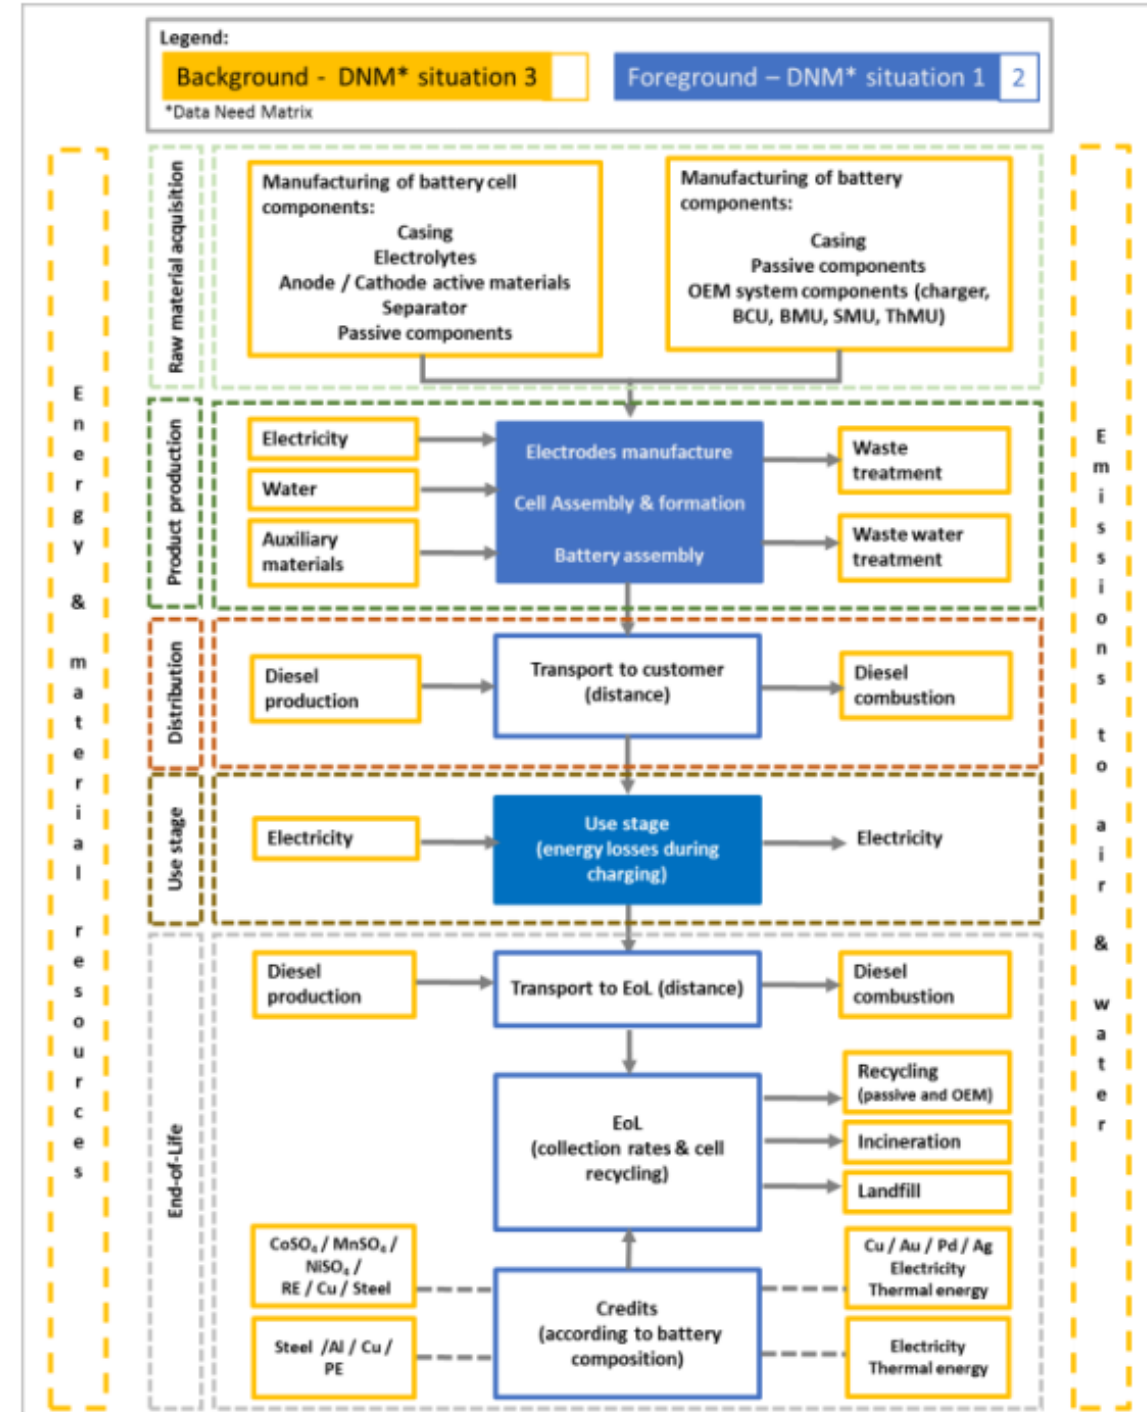 Legend:
Background - DNM* situation 3
Foreground – DNM* situation 1
2
*Data Need Matrix
Energy & material resources
Raw material acquisition
Manufacturing of battery cell
components:
Casing
Electrolytes
Anode / Cathode active materials
Separator
Passive components
Manufacturing of battery
components:
Casing
Passive components
OEM system components (charger,
BCU, BMU, SMU, ThMU)
Emissions to air & water
Product production
Electricity
Water
Auxiliary
materials
Electrodes manufacture
Cell Assembly & formation
Battery assembly
Waste
treatment
Waste water
treatment
Distribution
Diesel
production
Transport to customer
(distance)
Diesel
combustion
Use stage
Electricity
Use stage
(energy losses during
charging)
Electricity
End-of-Life
Diesel
production
Transport to EoL (distance)
Diesel
combustion
EoL
(collection rates & cell
recycling)
Recycling
(passive and OEM)
Incineration
Landfill
CoSO₄ / MnSO₄ /
NiSO₄ /
RE / Cu / Steel
Steel /Al / Cu /
PE
Credits
(according to battery
composition)
Cu / Au / Pd / Ag
Electricity
Thermal energy
Electricity
Thermal energy